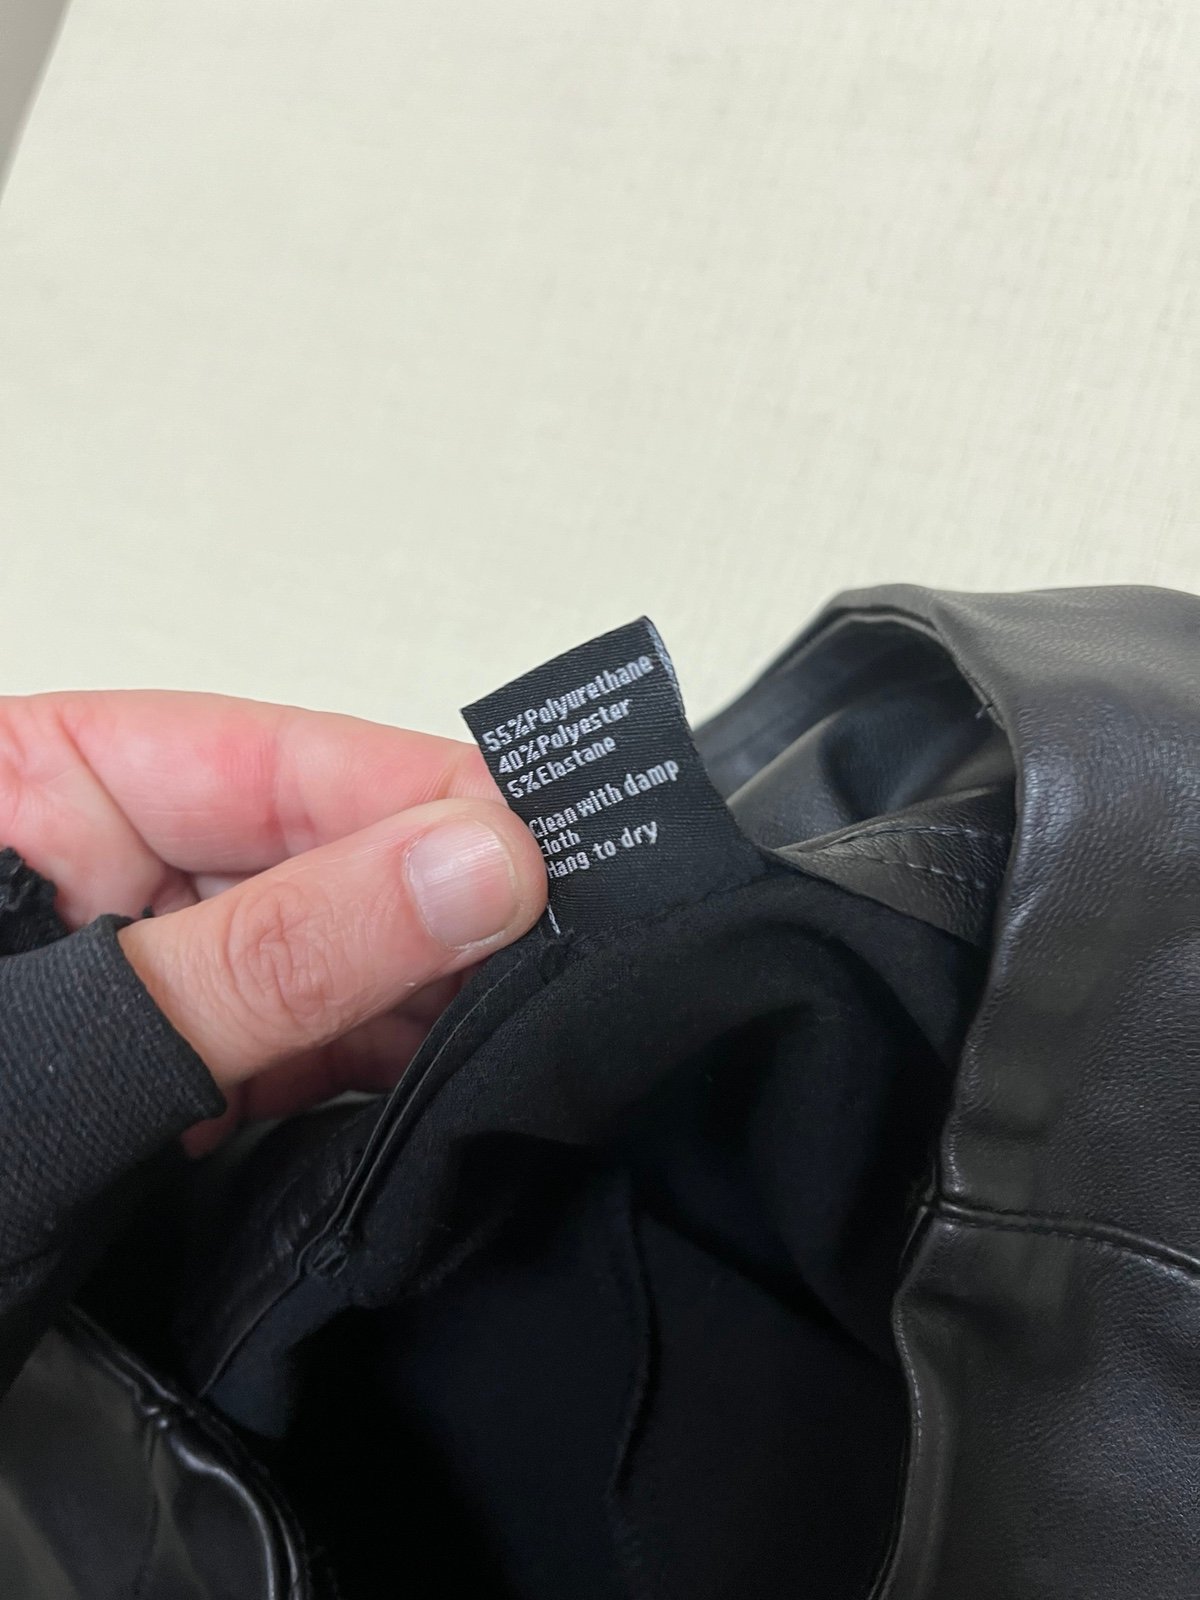 55%Polyurethane
40%Polyester
5%Elastane
Clean with damp
cloth
Hang to dry